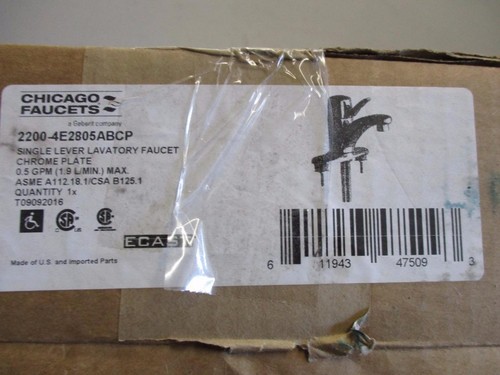 CHICAGO
FAUCETS
a Geberit company
2200-4E2805ABCP
SINGLE LEVER LAVATORY FAUCET
CHROME PLATE
0.5 GPM (1.9 L/MIN.) MAX.
ASME A112.18.1/CSA B125.1
QUANTITY 1x
T09092016
ECAST
Made of U.S. and Imported Parts
6 11943 47509 3